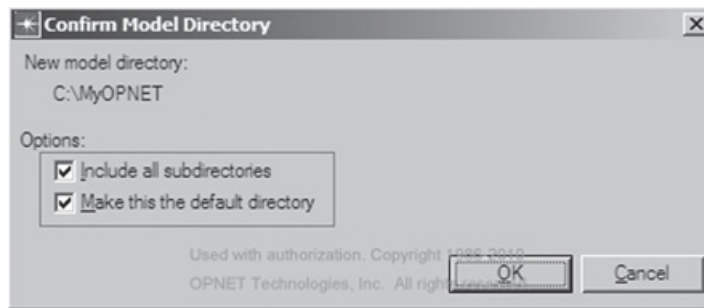 Confirm Model Directory
New model directory:
C:\MyOPNET
Options:
Include all subdirectories
Make this the default directory
Used with authorization. Copyright 1986-2010
OPNET Technologies, Inc. All rights reserved.
OK
Cancel